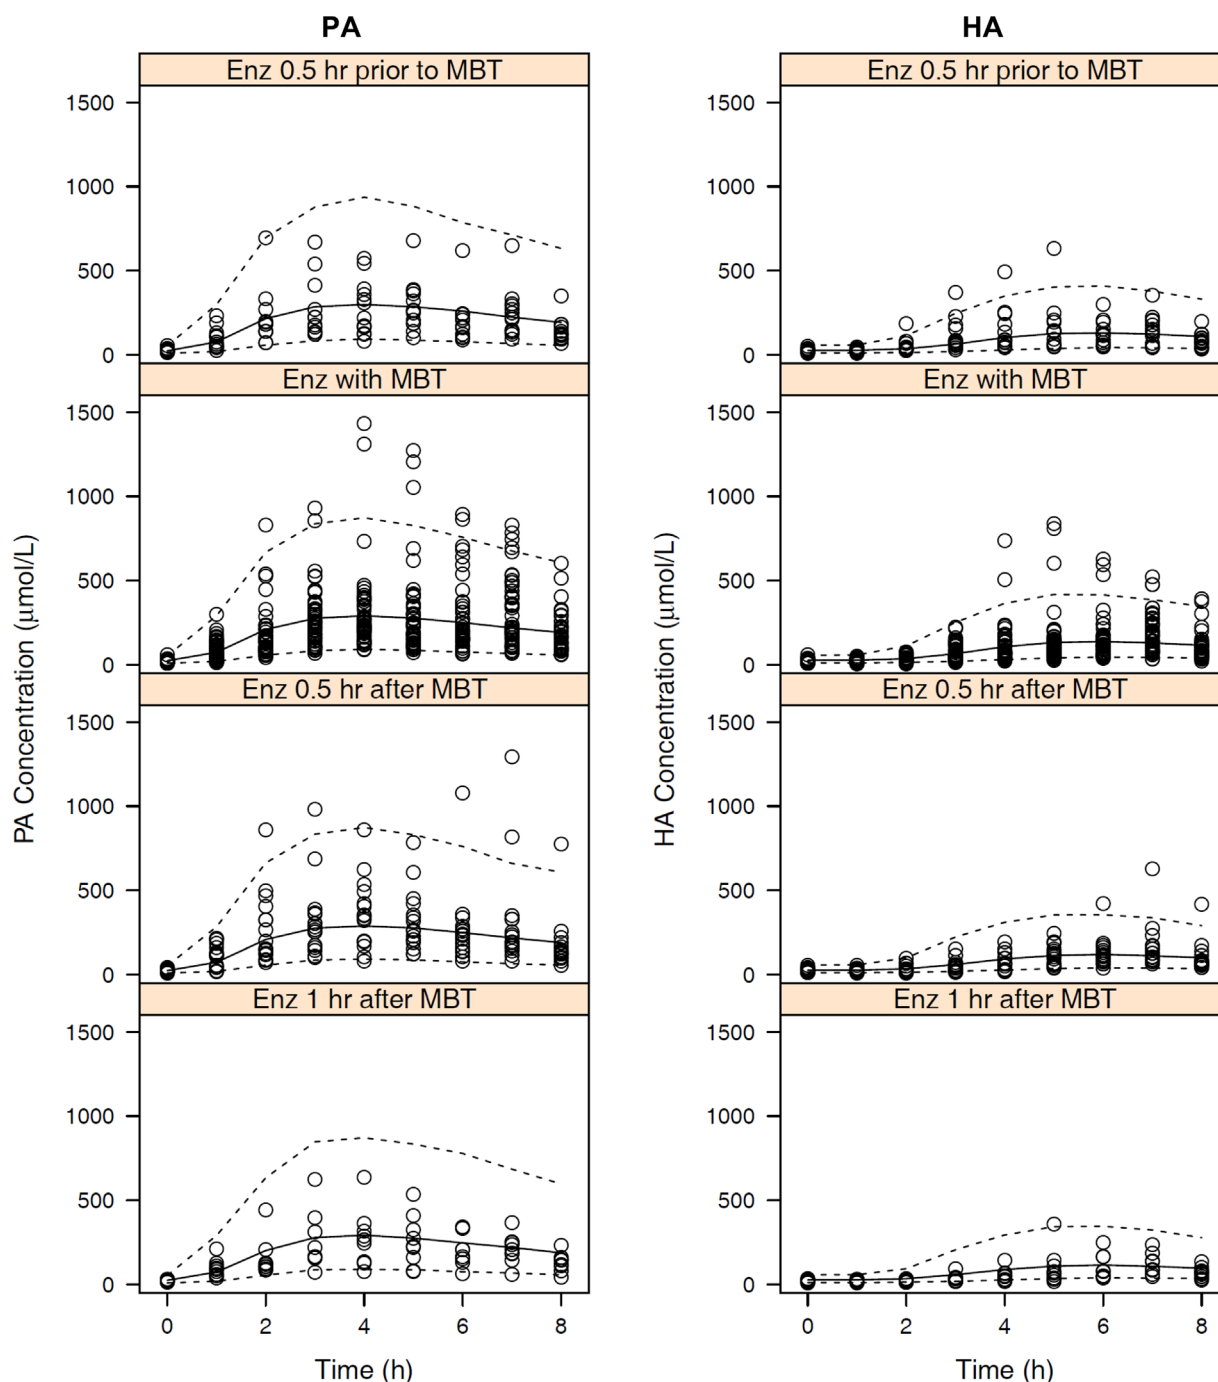 PA
Enz 0.5 hr prior to MBT
1500
1000
500
0
Enz with MBT
1500
1000
500
0
Enz 0.5 hr after MBT
1500
1000
500
0
Enz 1 hr after MBT
1500
1000
500
0
0 2 4 6 8
Time (h)
PA Concentration (µmol/L)
HA
Enz 0.5 hr prior to MBT
1500
1000
500
0
Enz with MBT
1500
1000
500
0
Enz 0.5 hr after MBT
1500
1000
500
0
Enz 1 hr after MBT
1500
1000
500
0
0 2 4 6 8
Time (h)
HA Concentration (µmol/L)